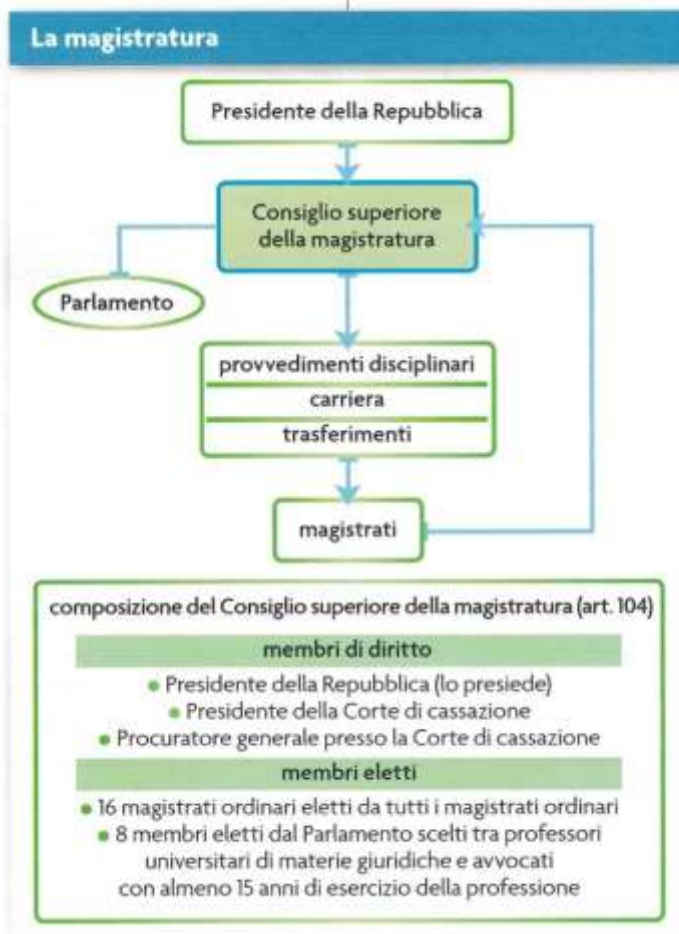 La magistratura
Presidente della Repubblica
Consiglio superiore
della magistratura
Parlamento
provvedimenti disciplinari
carriera
trasferimenti
magistrati
composizione del Consiglio superiore della magistratura (art. 104)
membri di diritto
• Presidente della Repubblica (lo presiede)
• Presidente della Corte di cassazione
• Procuratore generale presso la Corte di cassazione
membri eletti
• 16 magistrati ordinari eletti da tutti i magistrati ordinari
• 8 membri eletti dal Parlamento scelti tra professori
universitari di materie giuridiche e avvocati
con almeno 15 anni di esercizio della professione